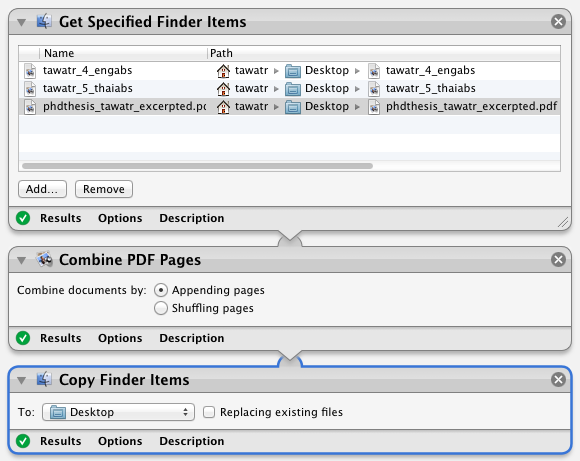 Get Specified Finder Items
Name Path
tawatr_4_engabs tawatr Desktop tawatr_4_engabs
tawatr_5_thaiabs tawatr Desktop tawatr_5_thaiabs
phdthesis_tawatr_excerpted.pc tawatr Desktop phdthesis_tawatr_excerpted.pdf
Add... Remove
Results Options Description
Combine PDF Pages
Combine documents by: Appending pages
Shuffling pages
Results Options Description
Copy Finder Items
To: Desktop Replacing existing files
Results Options Description